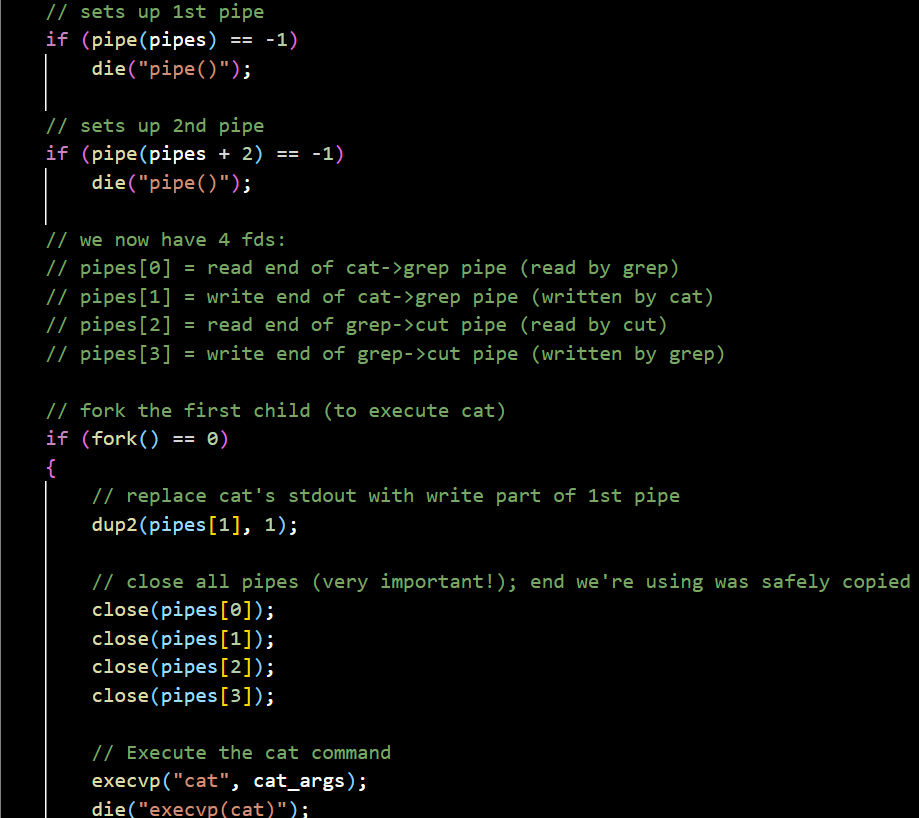 // sets up 1st pipe
if (pipe(pipes) == -1)
die("pipe()");
// sets up 2nd pipe
if (pipe(pipes + 2) == -1)
die("pipe()");
// we now have 4 fds:
// pipes[0] = read end of cat->grep pipe (read by grep)
// pipes[1] = write end of cat->grep pipe (written by cat)
// pipes[2] = read end of grep->cut pipe (read by cut)
// pipes[3] = write end of grep->cut pipe (written by grep)
// fork the first child (to execute cat)
if (fork() == 0)
{
// replace cat's stdout with write part of 1st pipe
dup2(pipes[1], 1);
// close all pipes (very important!); end we're using was safely copied
close(pipes[0]);
close(pipes[1]);
close(pipes[2]);
close(pipes[3]);
// Execute the cat command
execvp("cat", cat_args);
die("execvp(cat)");